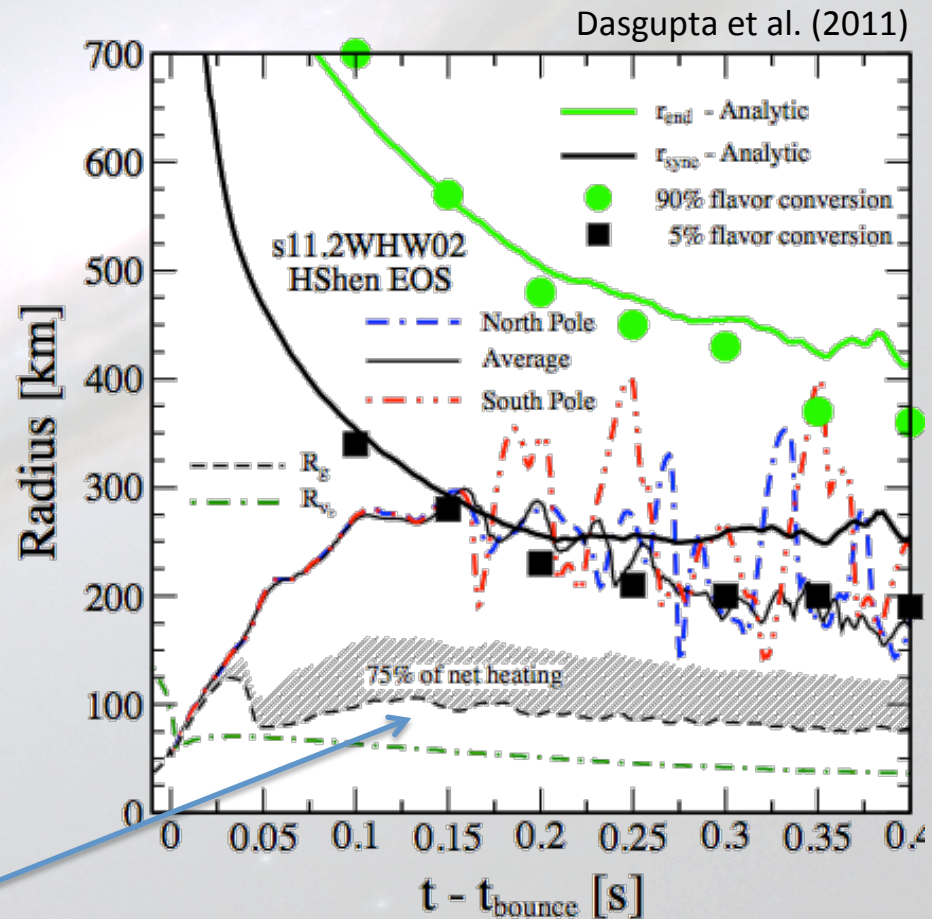 Dasgupta et al. (2011)
700
600
500
400
300
200
100
0
Radius [km]
r_end - Analytic
r_sync - Analytic
90% flavor conversion
5% flavor conversion
s11.2WHW02
HShen EOS
North Pole
Average
South Pole
R_g
R_ν_e
75% of net heating
0 0.05 0.1 0.15 0.2 0.25 0.3 0.35 0.4
t - t_bounce [s]